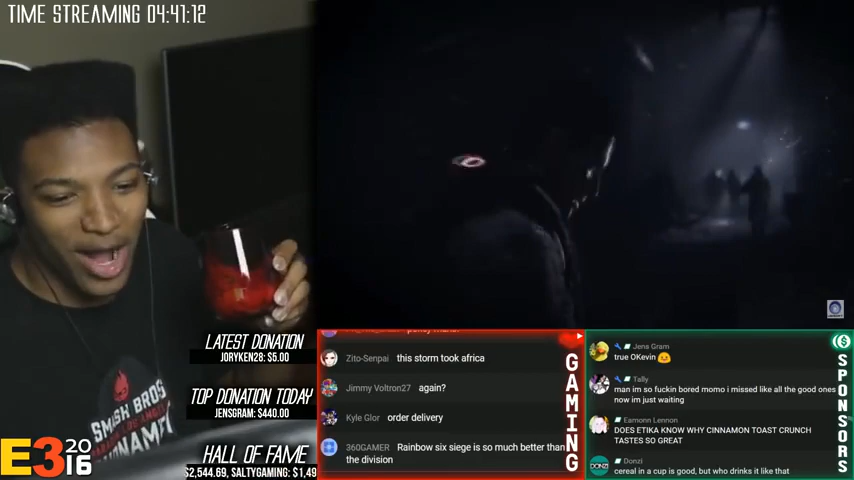 TIME STREAMING 04:41:12
LATEST DONATION
JORYKEN28: $5.00
TOP DONATION TODAY
JENSGRAM: $440.00
HALL OF FAME
$2,544.69, SALTYGAMING: $1,49
E3 2016
SMASH BROS
Zito-Senpai this storm took africa
Jimmy Voltron27 again?
Kyle Glor order delivery
360GAMER Rainbow six siege is so much better than
the division
GAMING
Jens Gram
true OKevin
Tally
man im so fuckin bored momo i missed like all the good ones
now im just waiting
Eamonn Lennon
DOES ETIKA KNOW WHY CINNAMON TOAST CRUNCH
TASTES SO GREAT
DONZI
Donzi
cereal in a cup is good, but who drinks it like that
SPONSORS